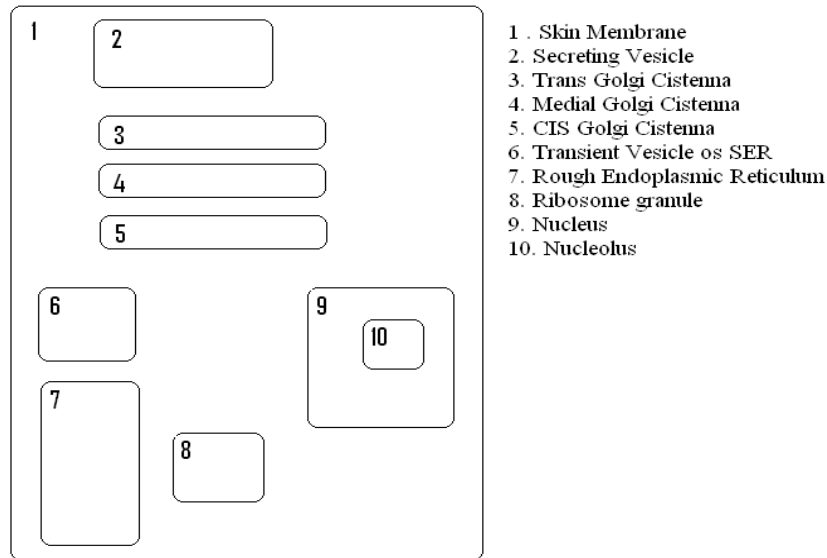 1
2
3
4
5
6
7
8
9
10
1 . Skin Membrane
2. Secreting Vesicle
3. Trans Golgi Cistenna
4. Medial Golgi Cistenna
5. CIS Golgi Cistenna
6. Transient Vesicle os SER
7. Rough Endoplasmic Reticulum
8. Ribosome granule
9. Nucleus
10. Nucleolus